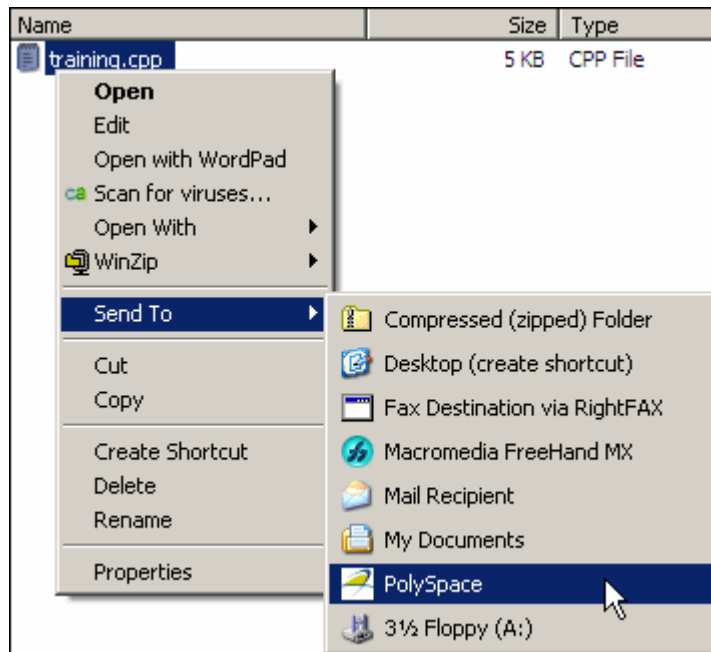 Name Size Type
training.cpp 5 KB CPP File
Open
Edit
Open with WordPad
ca Scan for viruses...
Open With
WinZip
Send To
Cut
Copy
Create Shortcut
Delete
Rename
Properties
Compressed (zipped) Folder
Desktop (create shortcut)
Fax Destination via RightFAX
Macromedia FreeHand MX
Mail Recipient
My Documents
PolySpace
3½ Floppy (A:)